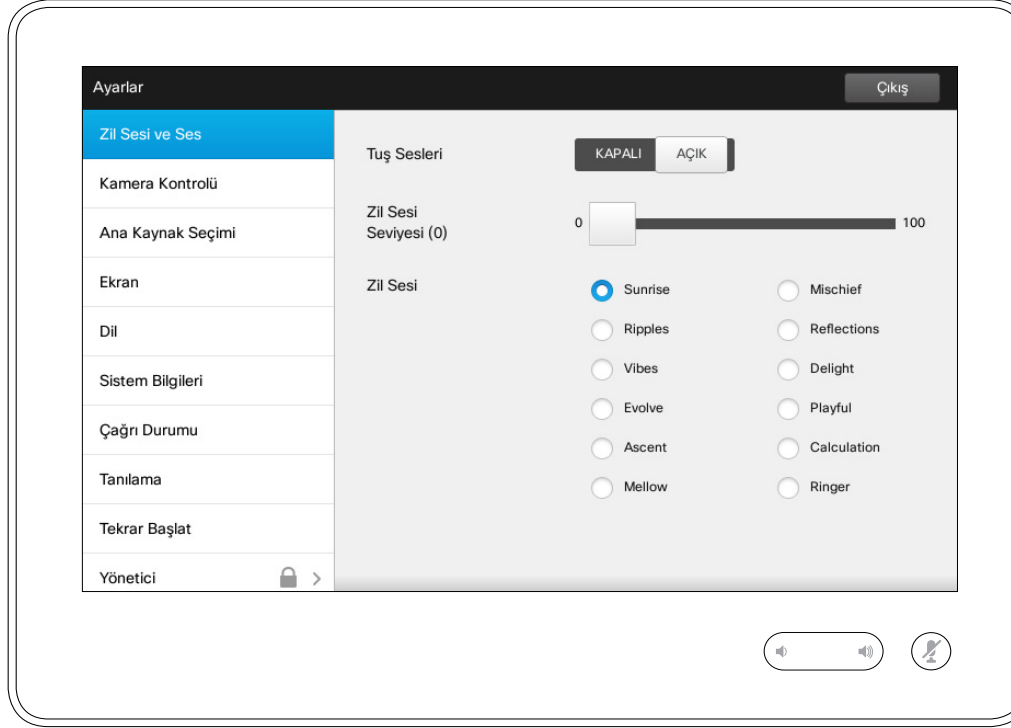 Ayarlar
Çıkış
Zil Sesi ve Ses
Kamera Kontrolü
Ana Kaynak Seçimi
Ekran
Dil
Sistem Bilgileri
Çağrı Durumu
Tanılama
Tekrar Başlat
Yönetici
Tuş Sesleri
KAPALI AÇIK
Zil Sesi
Seviyesi (0)
0 100
Zil Sesi
Sunrise Mischief
Ripples Reflections
Vibes Delight
Evolve Playful
Ascent Calculation
Mellow Ringer